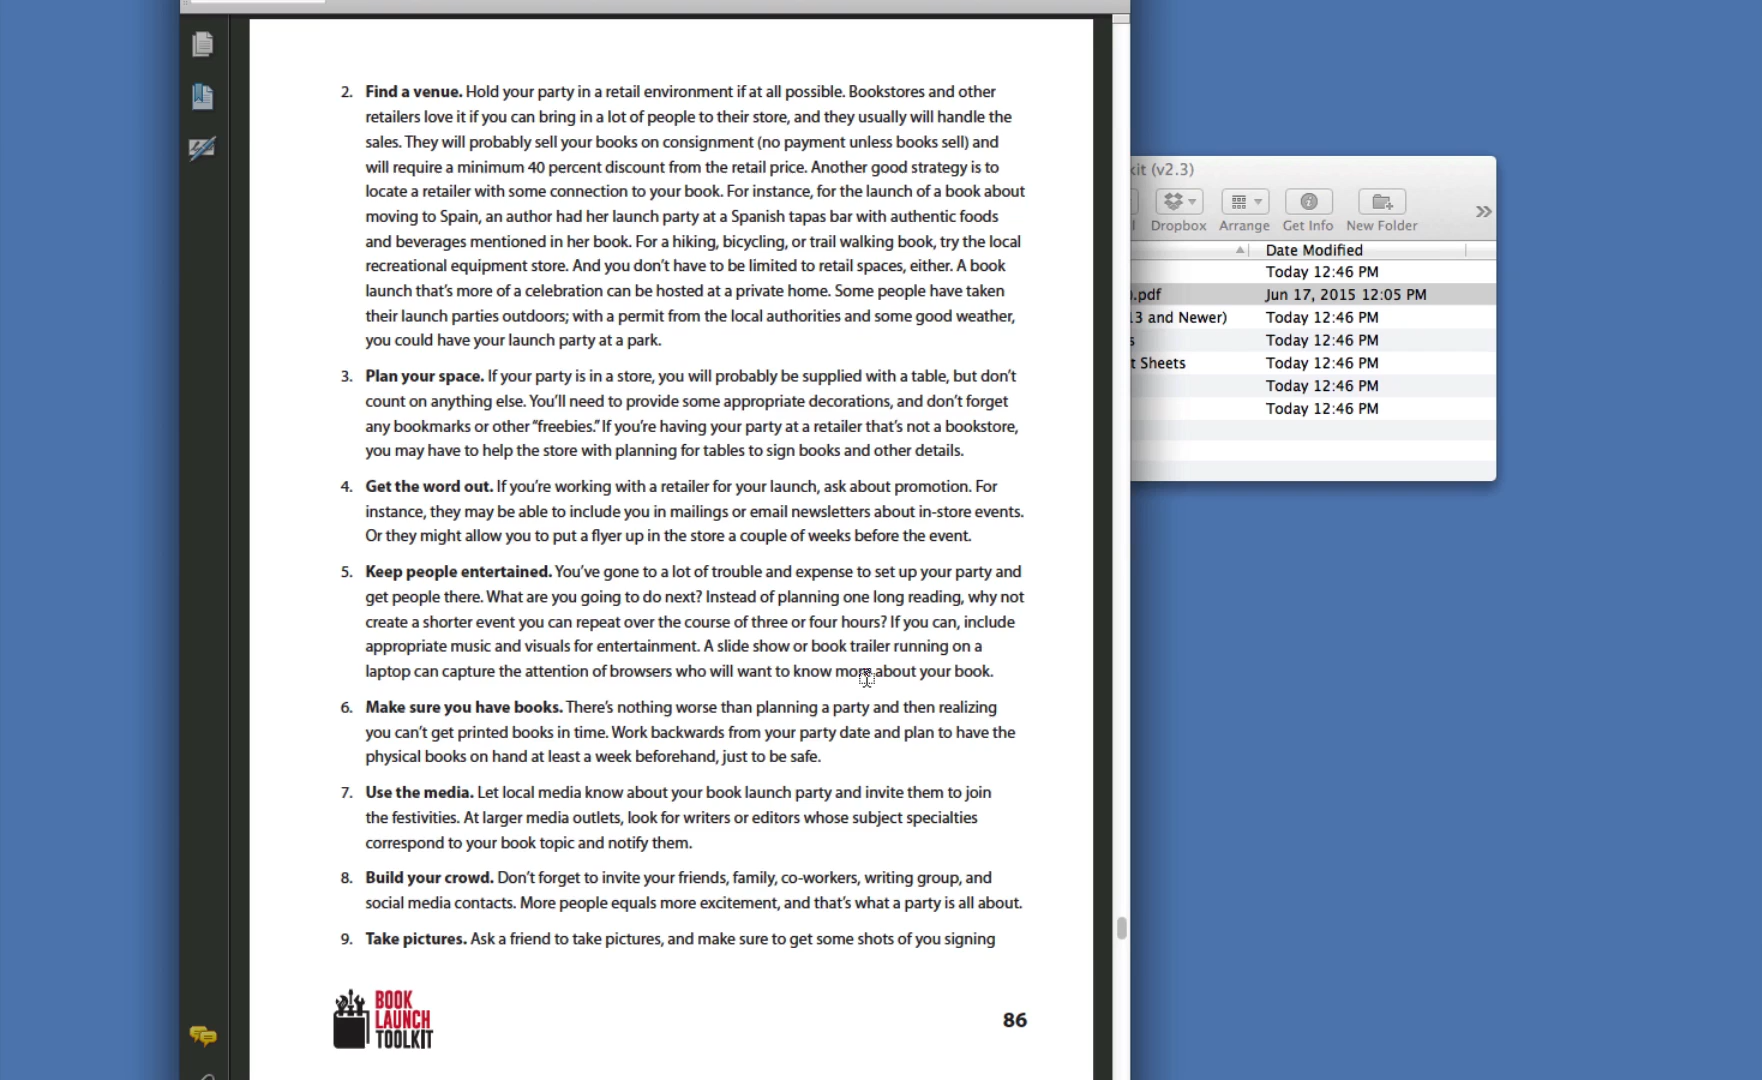 2. Find a venue. Hold your party in a retail environment if at all possible. Bookstores and other
retailers love it if you can bring in a lot of people to their store, and they usually will handle the
sales. They will probably sell your books on consignment (no payment unless books sell) and
will require a minimum 40 percent discount from the retail price. Another good strategy is to
locate a retailer with some connection to your book. For instance, for the launch of a book about
moving to Spain, an author had her launch party at a Spanish tapas bar with authentic foods
and beverages mentioned in her book. For a hiking, bicycling, or trail walking book, try the local
recreational equipment store. And you don't have to be limited to retail spaces, either. A book
launch that's more of a celebration can be hosted at a private home. Some people have taken
their launch parties outdoors; with a permit from the local authorities and some good weather,
you could have your launch party at a park.
3. Plan your space. If your party is in a store, you will probably be supplied with a table, but don't
count on anything else. You'll need to provide some appropriate decorations, and don't forget
any bookmarks or other "freebies." If you're having your party at a retailer that's not a bookstore,
you may have to help the store with planning for tables to sign books and other details.
4. Get the word out. If you're working with a retailer for your launch, ask about promotion. For
instance, they may be able to include you in mailings or email newsletters about in-store events.
Or they might allow you to put a flyer up in the store a couple of weeks before the event.
5. Keep people entertained. You've gone to a lot of trouble and expense to set up your party and
get people there. What are you going to do next? Instead of planning one long reading, why not
create a shorter event you can repeat over the course of three or four hours? If you can, include
appropriate music and visuals for entertainment. A slide show or book trailer running on a
laptop can capture the attention of browsers who will want to know more about your book.
6. Make sure you have books. There's nothing worse than planning a party and then realizing
you can't get printed books in time. Work backwards from your party date and plan to have the
physical books on hand at least a week beforehand, just to be safe.
7. Use the media. Let local media know about your book launch party and invite them to join
the festivities. At larger media outlets, look for writers or editors whose subject specialties
correspond to your book topic and notify them.
8. Build your crowd. Don't forget to invite your friends, family, co-workers, writing group, and
social media contacts. More people equals more excitement, and that's what a party is all about.
9. Take pictures. Ask a friend to take pictures, and make sure to get some shots of you signing
BOOK
LAUNCH
TOOLKIT
86
kit (v2.3)
Dropbox Arrange Get Info New Folder
Date Modified
Today 12:46 PM
).pdf Jun 17, 2015 12:05 PM
13 and Newer) Today 12:46 PM
s Today 12:46 PM
t Sheets Today 12:46 PM
Today 12:46 PM
Today 12:46 PM